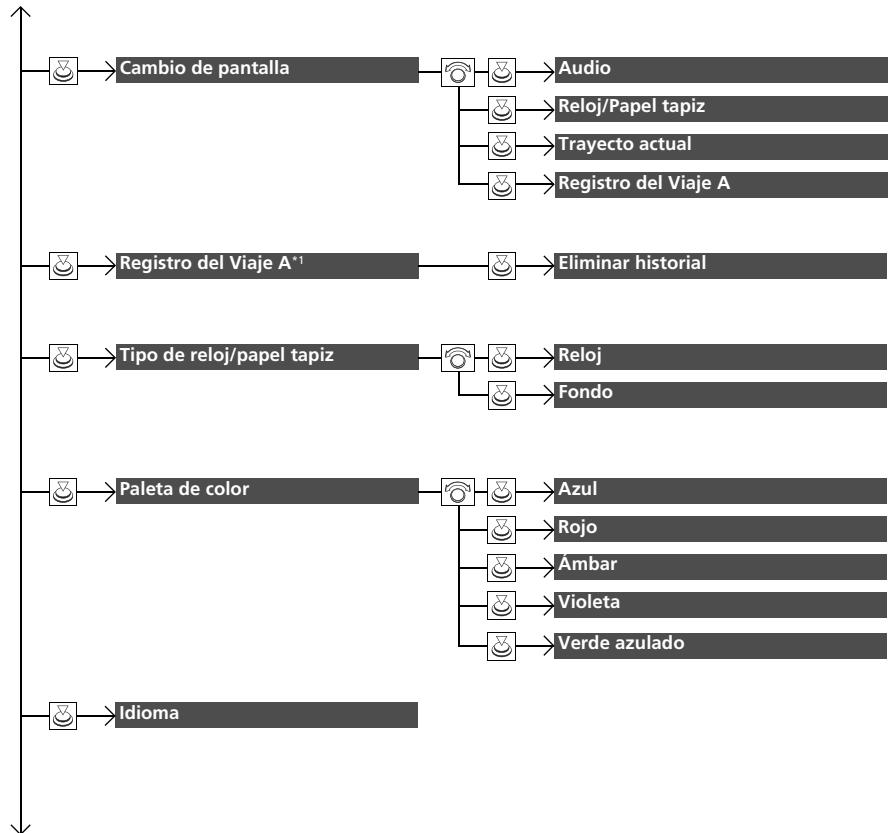 Cambio de pantalla
Audio
Reloj/Papel tapiz
Trayecto actual
Registro del Viaje A
Registro del Viaje A*1
Eliminar historial
Tipo de reloj/papel tapiz
Reloj
Fondo
Paleta de color
Azul
Rojo
Ámbar
Violeta
Verde azulado
Idioma